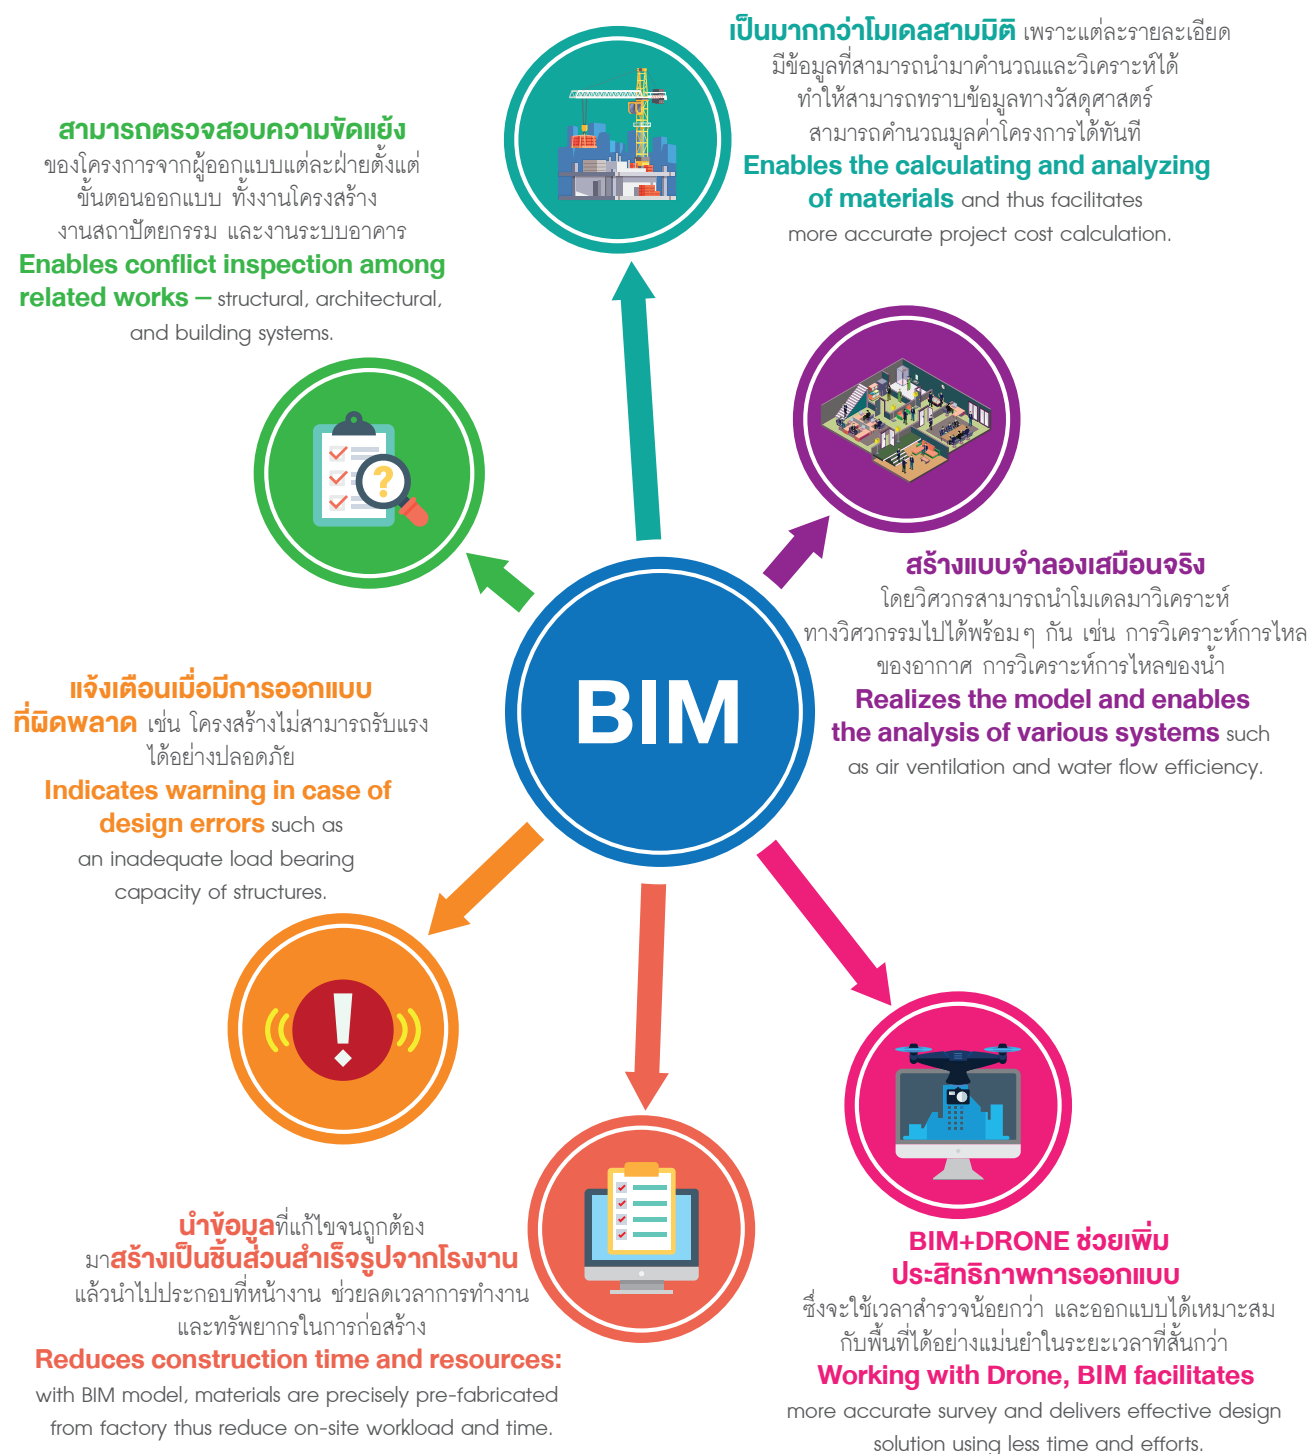 เป็นมากกว่าโมเดลสามมิติ เพราะแต่ละรายละเอียด
มีข้อมูลที่สามารถนำมาคำนวณและวิเคราะห์ได้
ทำให้สามารถทราบข้อมูลทางวัสดุศาสตร์
สามารถคำนวณมูลค่าโครงการได้ทันที
Enables the calculating and analyzing
of materials and thus facilitates
more accurate project cost calculation.
สามารถตรวจสอบความขัดแย้ง
ของโครงการจากผู้ออกแบบแต่ละฝ่ายตั้งแต่
ขั้นตอนออกแบบ ทั้งงานโครงสร้าง
งานสถาปัตยกรรม และงานระบบอาคาร
Enables conflict inspection among
related works – structural, architectural,
and building systems.
?
BIM
สร้างแบบจำลองเสมือนจริง
โดยวิศวกรสามารถนำโมเดลมาวิเคราะห์
ทางวิศวกรรมไปได้พร้อมๆ กัน เช่น การวิเคราะห์การไหล
ของอากาศ การวิเคราะห์การไหลของน้ำ
Realizes the model and enables
the analysis of various systems such
as air ventilation and water flow efficiency.
แจ้งเตือนเมื่อมีการออกแบบ
ที่ผิดพลาด เช่น โครงสร้างไม่สามารถรับแรง
ได้อย่างปลอดภัย
Indicates warning in case of
design errors such as
an inadequate load bearing
capacity of structures.
!
นำข้อมูลที่แก้ไขจนถูกต้อง
มาสร้างเป็นชิ้นส่วนสำเร็จรูปจากโรงงาน
แล้วนำไปประกอบที่หน้างาน ช่วยลดเวลาการทำงาน
และทรัพยากรในการก่อสร้าง
Reduces construction time and resources:
with BIM model, materials are precisely pre-fabricated
from factory thus reduce on-site workload and time.
BIM+DRONE ช่วยเพิ่ม
ประสิทธิภาพการออกแบบ
ซึ่งจะใช้เวลาสำรวจน้อยกว่า และออกแบบได้เหมาะสม
กับพื้นที่ได้อย่างแม่นยำในระยะเวลาที่สั้นกว่า
Working with Drone, BIM facilitates
more accurate survey and delivers effective design
solution using less time and efforts.